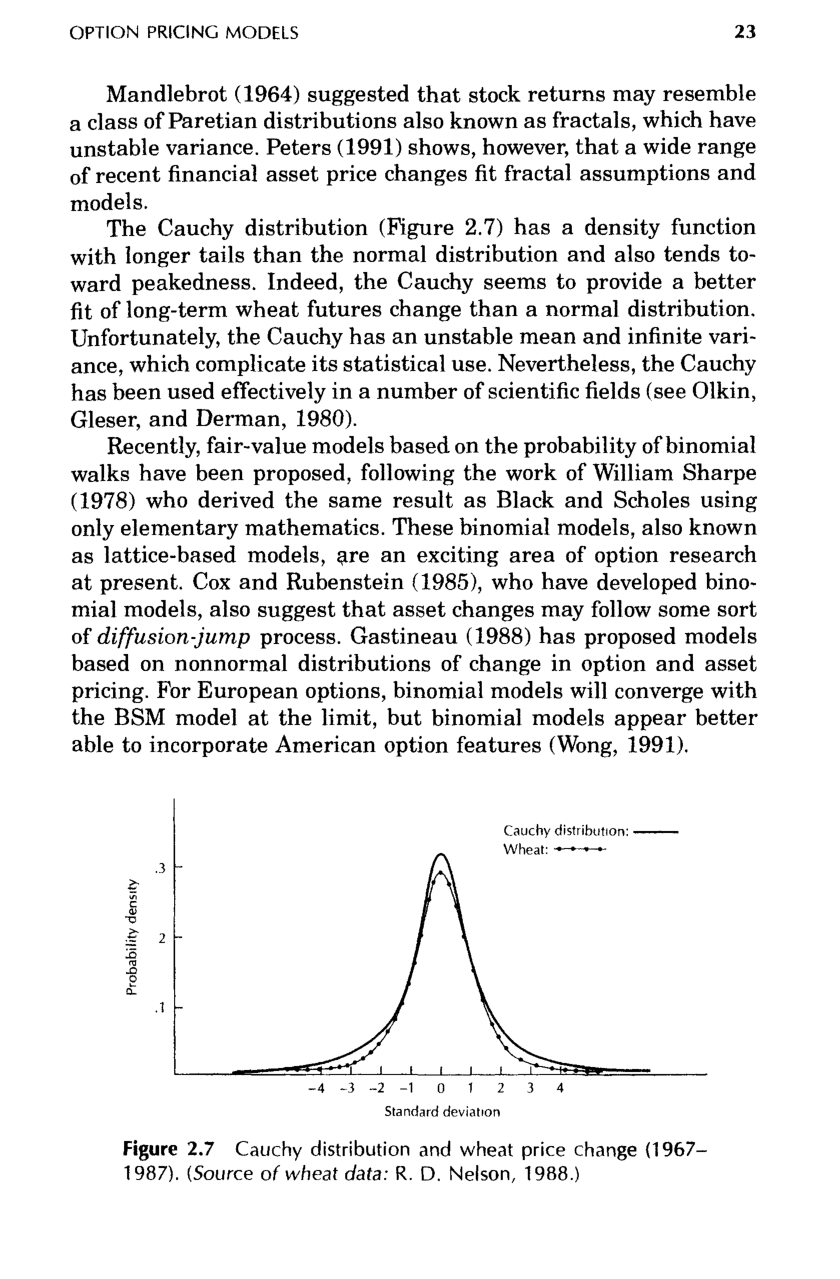 OPTION PRICING MODELS 23
Mandlebrot (1964) suggested that stock returns may resemble
a class of Paretian distributions also known as fractals, which have
unstable variance. Peters (1991) shows, however, that a wide range
of recent financial asset price changes fit fractal assumptions and
models.
The Cauchy distribution (Figure 2.7) has a density function
with longer tails than the normal distribution and also tends to-
ward peakedness. Indeed, the Cauchy seems to provide a better
fit of long-term wheat futures change than a normal distribution.
Unfortunately, the Cauchy has an unstable mean and infinite vari-
ance, which complicate its statistical use. Nevertheless, the Cauchy
has been used effectively in a number of scientific fields (see Olkin,
Gleser, and Derman, 1980).
Recently, fair-value models based on the probability of binomial
walks have been proposed, following the work of William Sharpe
(1978) who derived the same result as Black and Scholes using
only elementary mathematics. These binomial models, also known
as lattice-based models, are an exciting area of option research
at present. Cox and Rubenstein (1985), who have developed bino-
mial models, also suggest that asset changes may follow some sort
of diffusion-jump process. Gastineau (1988) has proposed models
based on nonnormal distributions of change in option and asset
pricing. For European options, binomial models will converge with
the BSM model at the limit, but binomial models appear better
able to incorporate American option features (Wong, 1991).
Cauchy distribution:
Wheat:
.3
2
.1
Probability density
-4 -3 -2 -1 0 1 2 3 4
Standard deviation
Figure 2.7 Cauchy distribution and wheat price change (1967–
1987). (Source of wheat data: R. D. Nelson, 1988.)